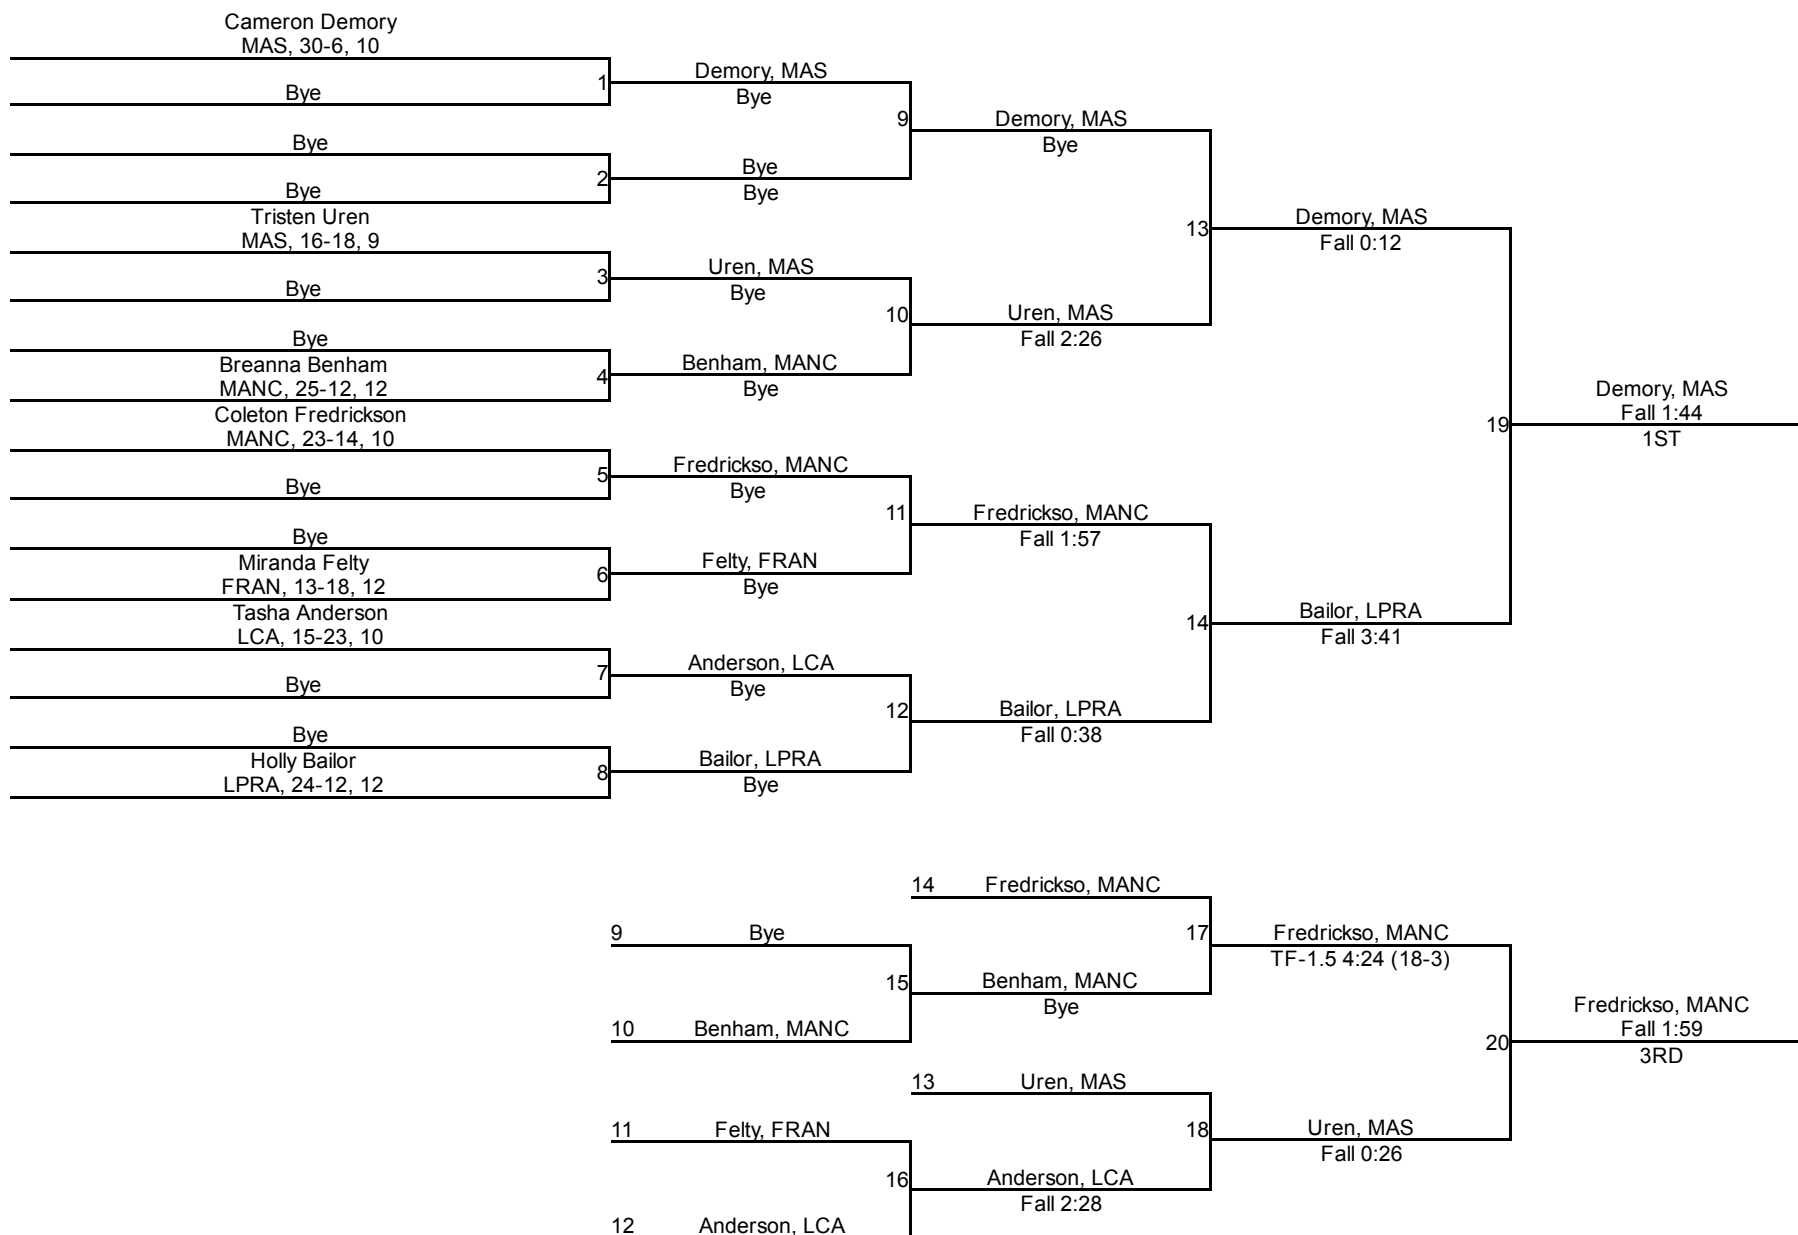 Cameron Demory
MAS, 30-6, 10
Bye
1
Bye
Bye
2
Tristen Uren
MAS, 16-18, 9
Bye
3
Bye
Breanna Benham
MANC, 25-12, 12
4
Coleton Fredrickson
MANC, 23-14, 10
Bye
5
Bye
Miranda Felty
FRAN, 13-18, 12
6
Tasha Anderson
LCA, 15-23, 10
Bye
7
Bye
Holly Bailor
LPRA, 24-12, 12
8
Demory, MAS
Bye
9
Bye
Bye
Uren, MAS
Bye
10
Benham, MANC
Bye
Fredrickso, MANC
Bye
11
Felty, FRAN
Bye
Anderson, LCA
Bye
12
Bailor, LPRA
Bye
Demory, MAS
Bye
13
Uren, MAS
Fall 2:26
Fredrickso, MANC
Fall 1:57
14
Bailor, LPRA
Fall 0:38
Demory, MAS
Fall 0:12
19
Bailor, LPRA
Fall 3:41
Demory, MAS
Fall 1:44
1ST
14 Fredrickso, MANC
9 Bye
15
10 Benham, MANC
Benham, MANC
Bye
17
Fredrickso, MANC
TF-1.5 4:24 (18-3)
13 Uren, MAS
11 Felty, FRAN
16
12 Anderson, LCA
Anderson, LCA
Fall 2:28
18
Uren, MAS
Fall 0:26
20
Fredrickso, MANC
Fall 1:59
3RD